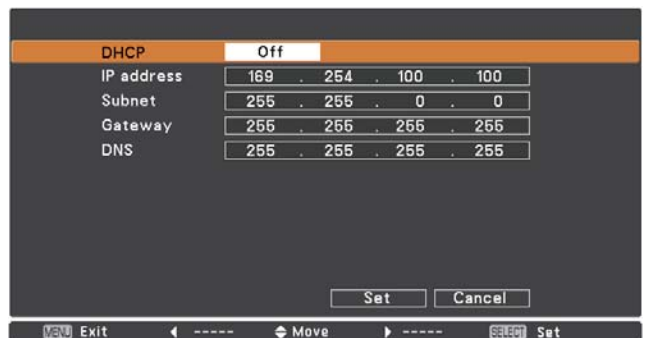 DHCP Off
IP address 169 . 254 . 100 . 100
Subnet 255 . 255 . 0 . 0
Gateway 255 . 255 . 255 . 255
DNS 255 . 255 . 255 . 255
Set Cancel
MENU Exit ◀ ----- ◆ Move ▶ ----- SELECT Set